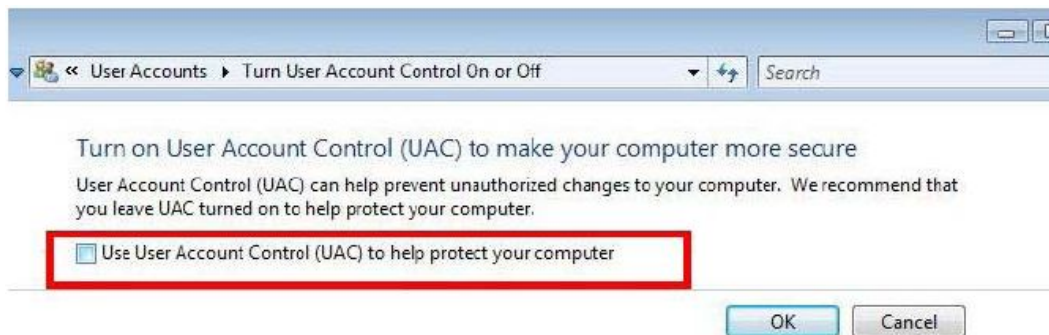 « User Accounts ▸ Turn User Account Control On or Off Search
Turn on User Account Control (UAC) to make your computer more secure
User Account Control (UAC) can help prevent unauthorized changes to your computer.  We recommend that
you leave UAC turned on to help protect your computer.
Use User Account Control (UAC) to help protect your computer
OK Cancel